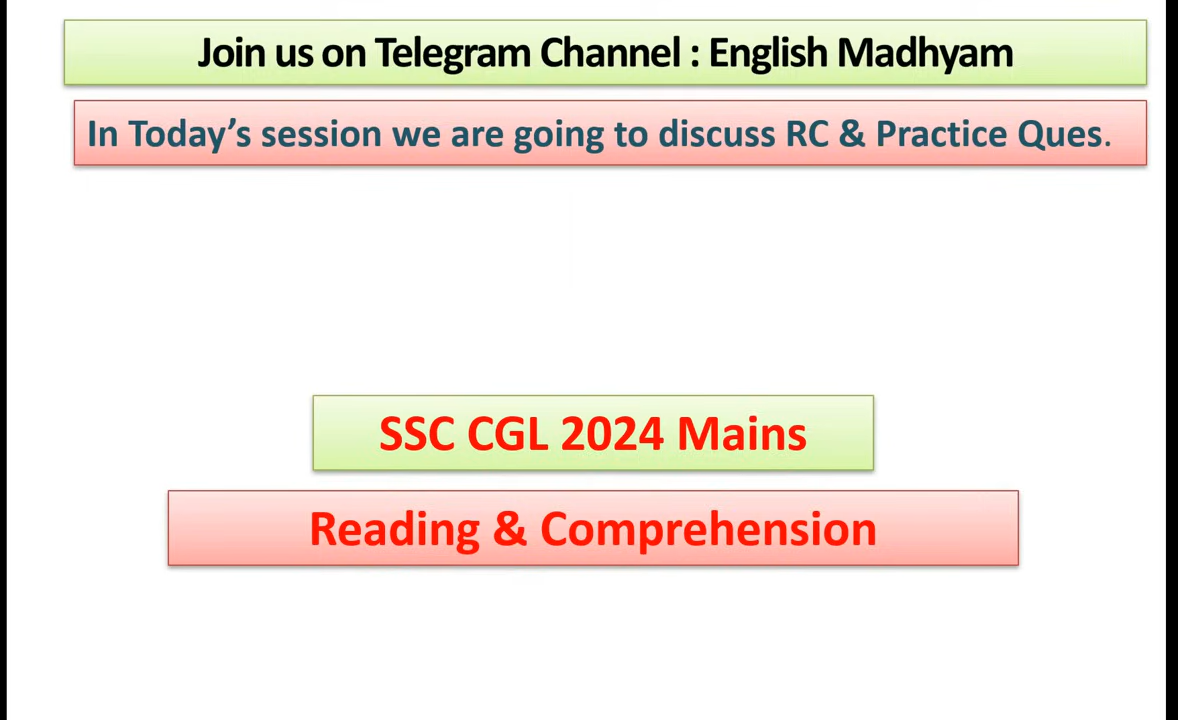 Join us on Telegram Channel : English Madhyam
In Today’s session we are going to discuss RC & Practice Ques.
SSC CGL 2024 Mains
Reading & Comprehension